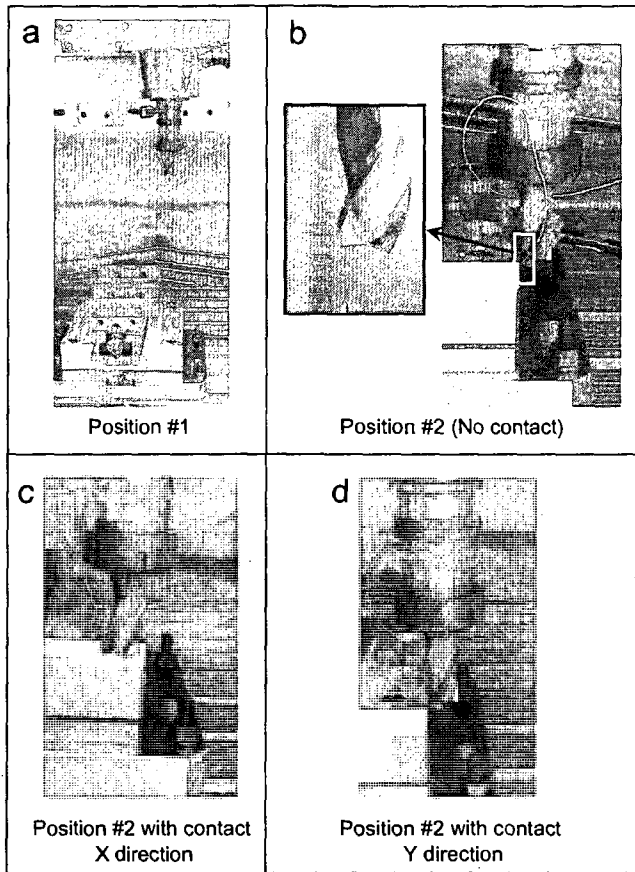 a
b
Position #1
Position #2 (No contact)
c
d
Position #2 with contact
X direction
Position #2 with contact
Y direction